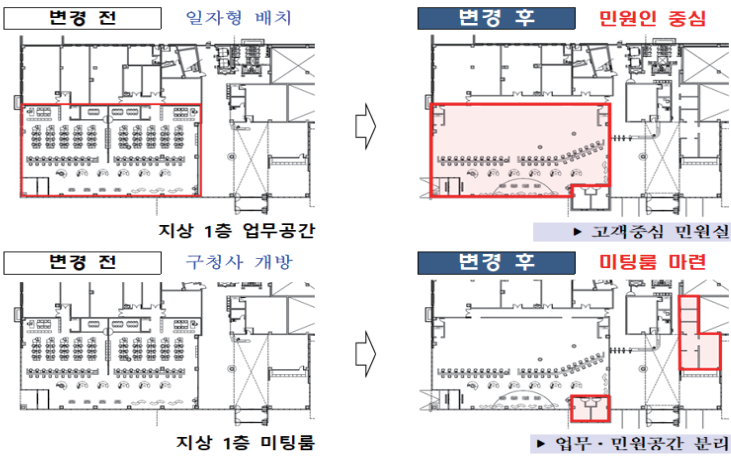 변경 전 일자형 배치 변경 후 민원인 중심
지상 1층 업무공간 ▶ 고객중심 민원실
변경 전 구청사 개방 변경 후 미팅룸 마련
지상 1층 미팅룸 ▶ 업무·민원공간 분리